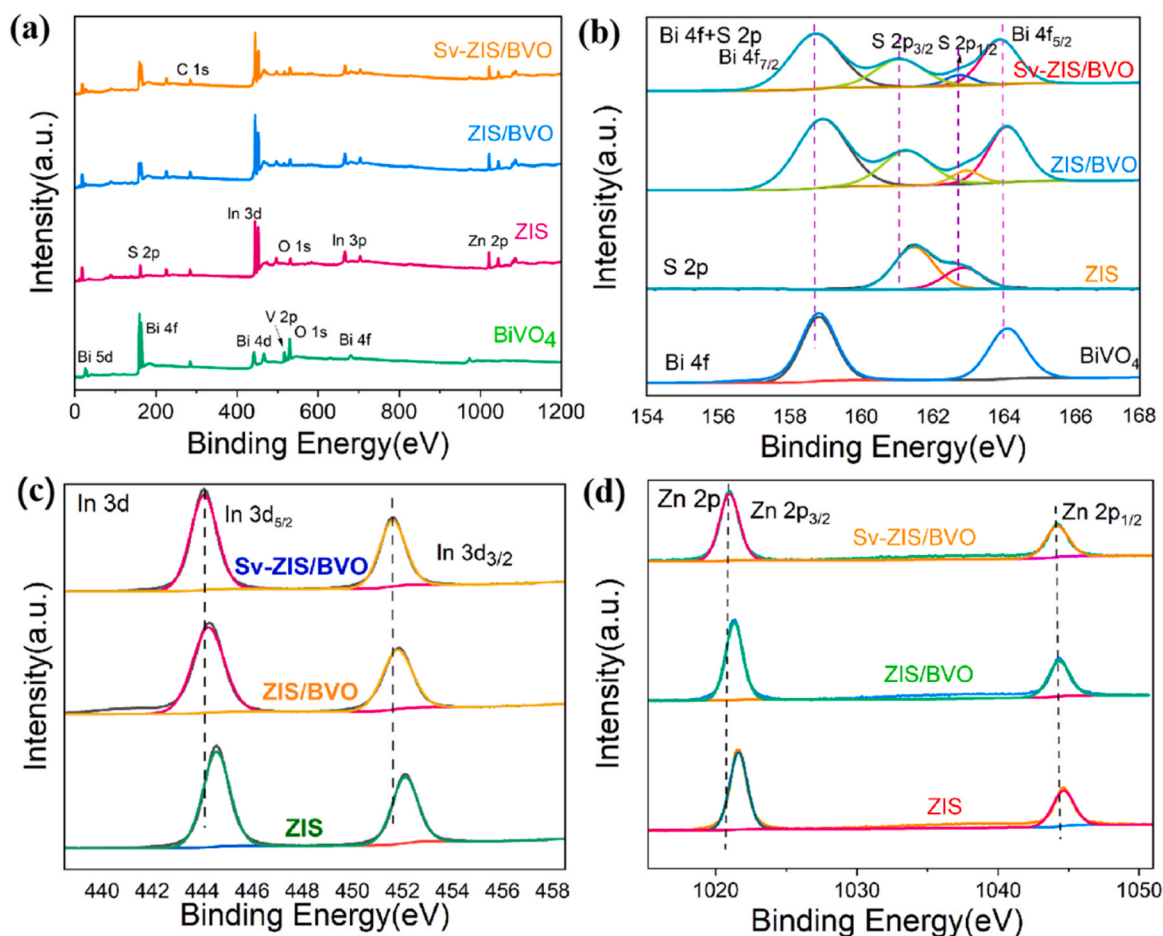 (a)
Sv-ZIS/BVO
C 1s
ZIS/BVO
In 3d
ZIS
S 2p
O 1s
In 3p
Zn 2p
V 2p
Bi 4f
O 1s
Bi 5d
Bi 4d
Bi 4f
BiVO4
0 200 400 600 800 1000 1200
Binding Energy(eV)
Intensity(a.u.)
(b)
Bi 4f+S 2p
S 2p3/2
S 2p1/2
Bi 4f5/2
Bi 4f7/2
Sv-ZIS/BVO
ZIS/BVO
S 2p
ZIS
Bi 4f
BiVO4
154 156 158 160 162 164 166 168
Binding Energy(eV)
Intensity(a.u.)
(c)
In 3d
In 3d5/2
In 3d3/2
Sv-ZIS/BVO
ZIS/BVO
ZIS
440 442 444 446 448 450 452 454 456 458
Binding Energy(eV)
Intensity(a.u.)
(d)
Zn 2p
Zn 2p3/2
Zn 2p1/2
Sv-ZIS/BVO
ZIS/BVO
ZIS
1020 1030 1040 1050
Binding Energy(eV)
Intensity(a.u.)